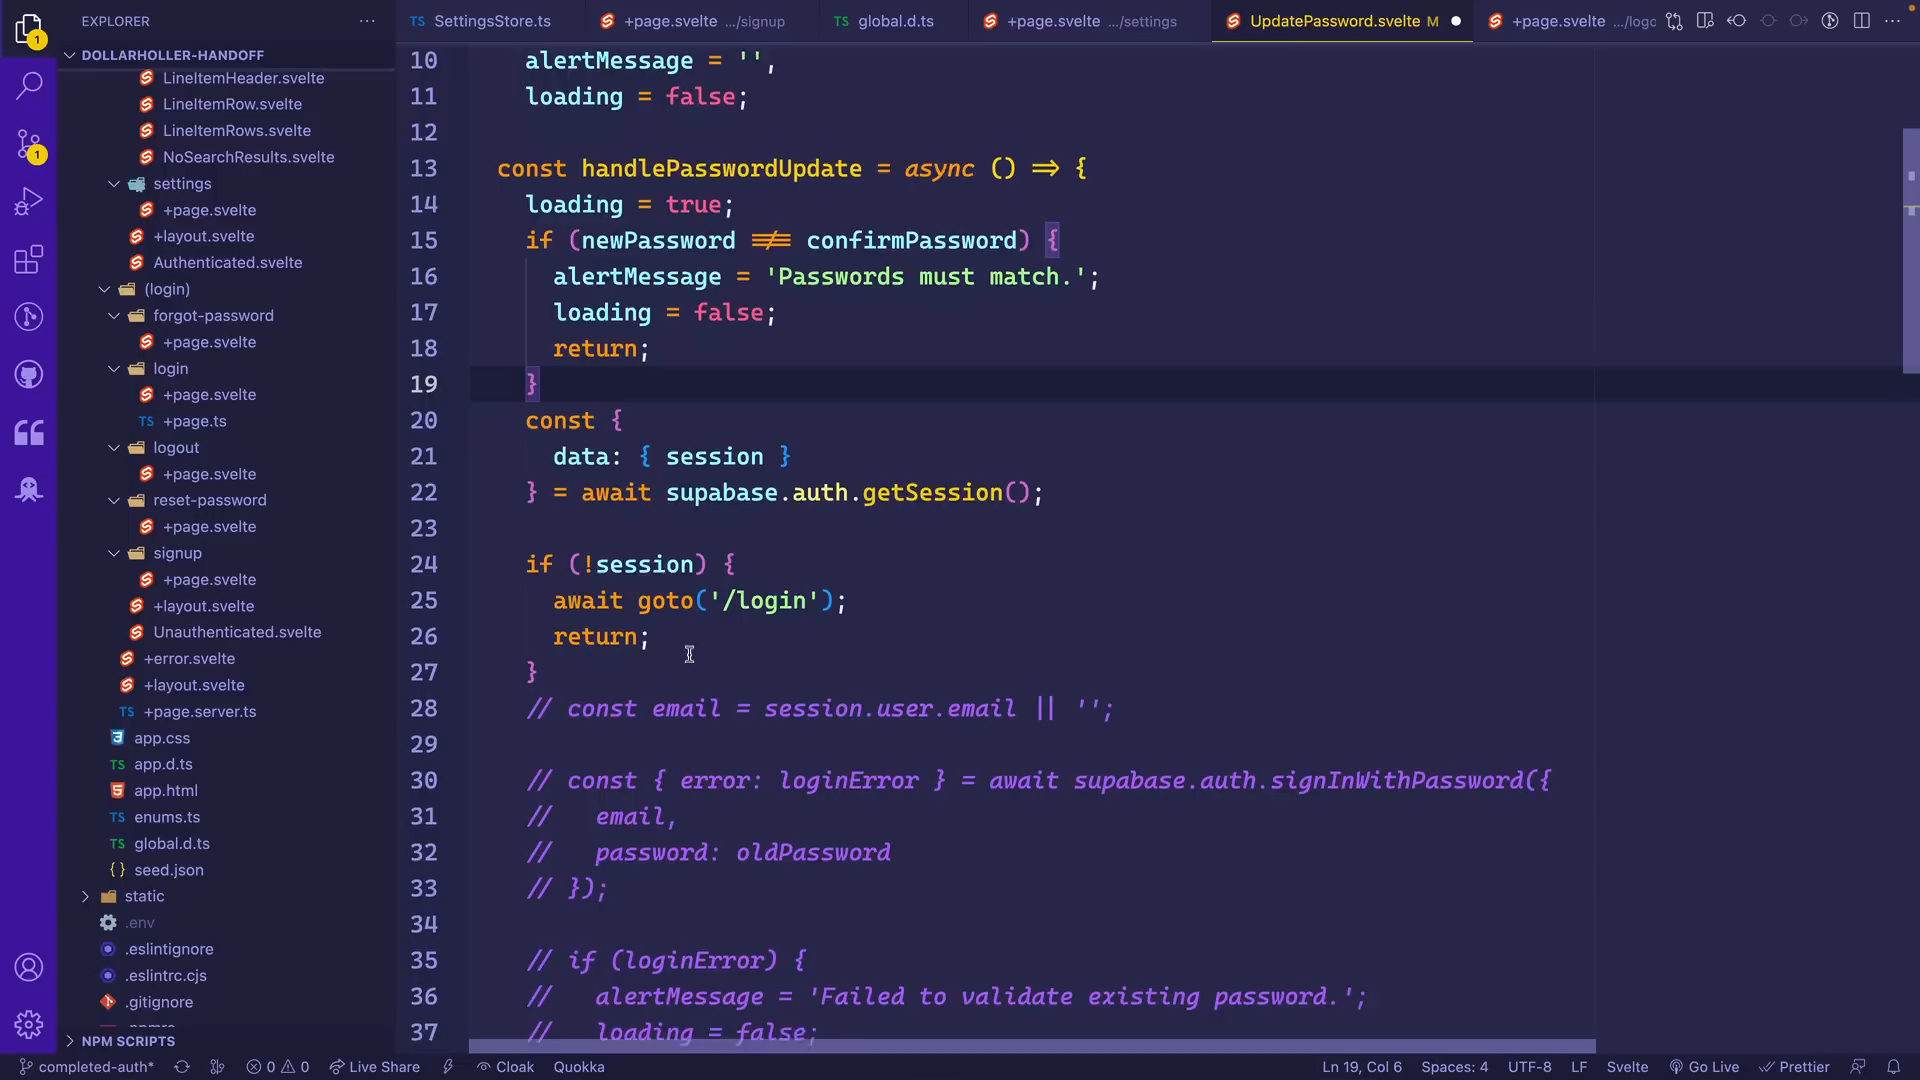 EXPLORER
DOLLARHOLLER-HANDOFF
LineItemHeader.svelte
LineItemRow.svelte
LineItemRows.svelte
NoSearchResults.svelte
settings
+page.svelte
+layout.svelte
Authenticated.svelte
(login)
forgot-password
+page.svelte
login
+page.svelte
TS +page.ts
logout
+page.svelte
reset-password
+page.svelte
signup
+page.svelte
+layout.svelte
Unauthenticated.svelte
+error.svelte
+layout.svelte
TS +page.server.ts
app.css
TS app.d.ts
app.html
TS enums.ts
TS global.d.ts
{ } seed.json
static
.env
.eslintignore
.eslintrc.cjs
.gitignore
NPM SCRIPTS
1
1
TS SettingsStore.ts
+page.svelte .../signup
TS global.d.ts
+page.svelte .../settings
UpdatePassword.svelte M
+page.svelte .../logo
10 alertMessage = '',
11 loading = false;
12
13 const handlePasswordUpdate = async () => {
14 loading = true;
15 if (newPassword !== confirmPassword) {
16 alertMessage = 'Passwords must match.';
17 loading = false;
18 return;
19 }
20 const {
21 data: { session }
22 } = await supabase.auth.getSession();
23
24 if (!session) {
25 await goto('/login');
26 return;
27 }
28 // const email = session.user.email || '';
29
30 // const { error: loginError } = await supabase.auth.signInWithPassword({
31 //   email,
32 //   password: oldPassword
33 // });
34
35 // if (loginError) {
36 //   alertMessage = 'Failed to validate existing password.';
37 //   loading = false;
completed-auth* 0 0 Live Share Cloak Quokka Ln 19, Col 6 Spaces: 4 UTF-8 LF Svelte Go Live Prettier